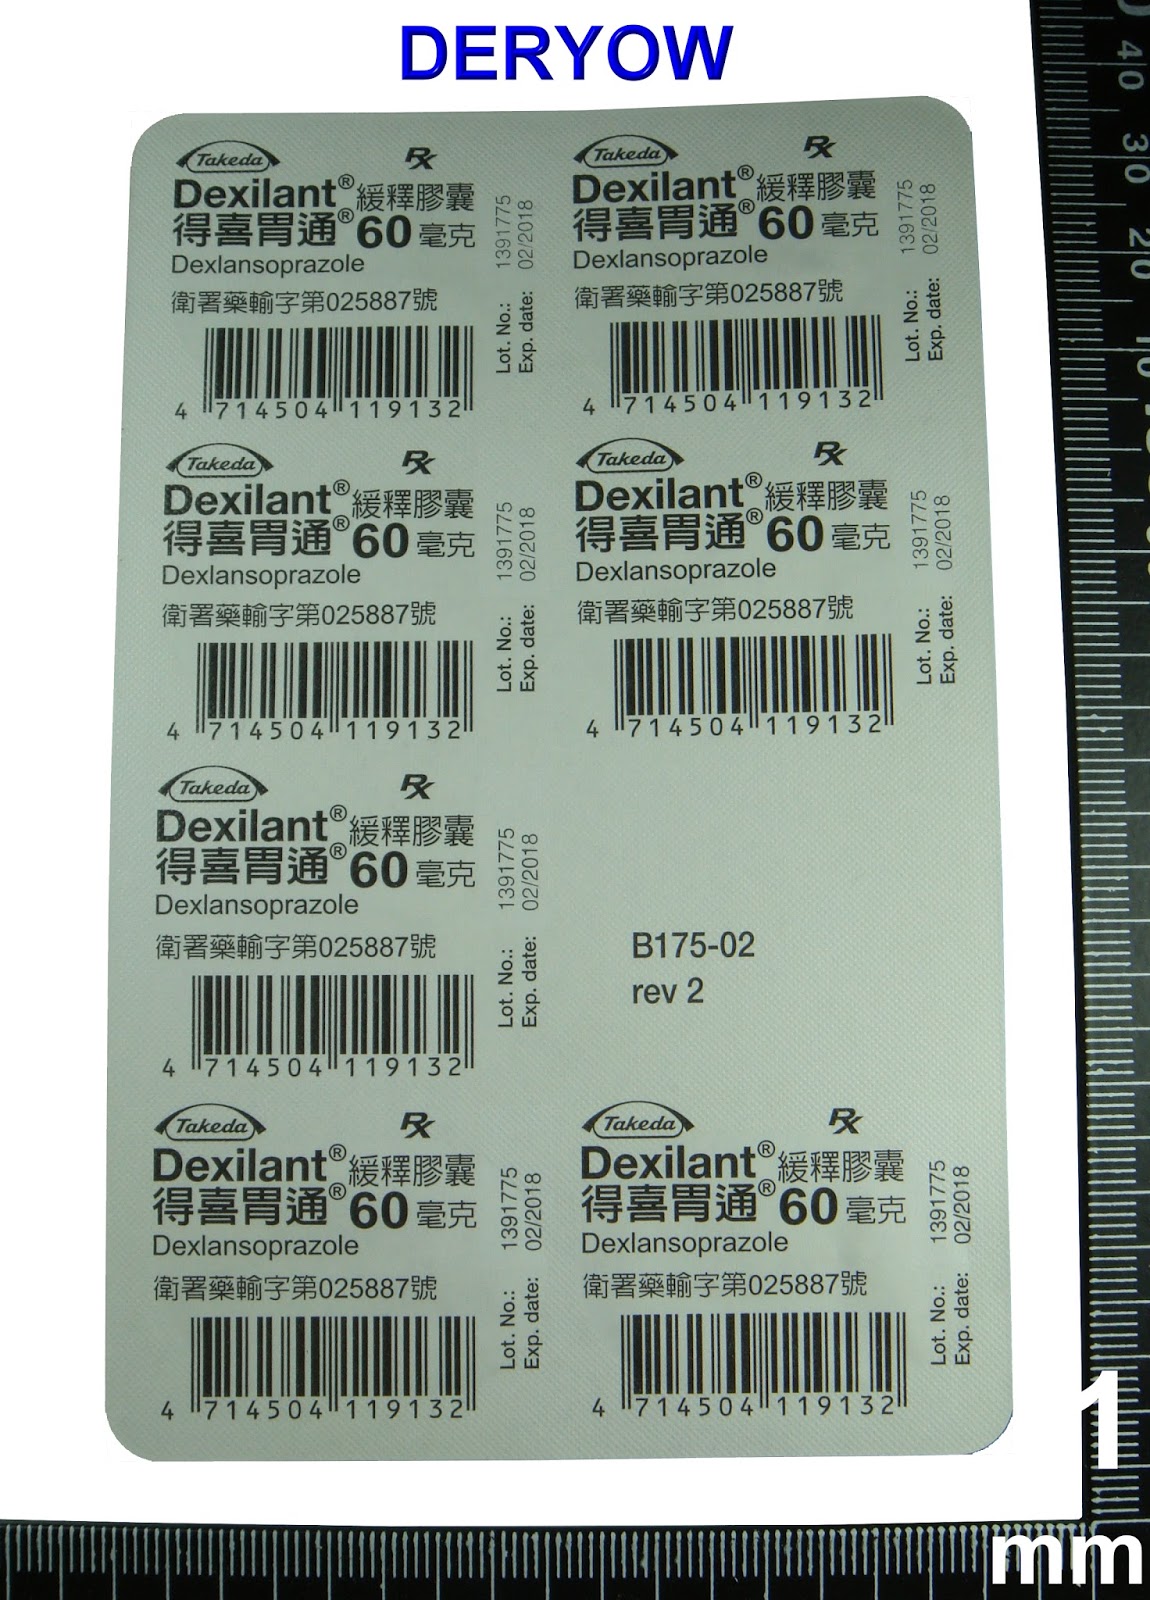 DERYOW
Takeda Rx
Dexilant® 緩釋膠囊
得喜胃通® 60 毫克
Dexlansoprazole
衛署藥輸字第025887號
4 714504 119132
Lot. No.: 1391775
Exp. date: 02/2018
Takeda Rx
Dexilant® 緩釋膠囊
得喜胃通® 60 毫克
Dexlansoprazole
衛署藥輸字第025887號
4 714504 119132
Lot. No.: 1391775
Exp. date: 02/2018
Takeda Rx
Dexilant® 緩釋膠囊
得喜胃通® 60 毫克
Dexlansoprazole
衛署藥輸字第025887號
4 714504 119132
Lot. No.: 1391775
Exp. date: 02/2018
Takeda Rx
Dexilant® 緩釋膠囊
得喜胃通® 60 毫克
Dexlansoprazole
衛署藥輸字第025887號
4 714504 119132
Lot. No.: 1391775
Exp. date: 02/2018
Takeda Rx
Dexilant® 緩釋膠囊
得喜胃通® 60 毫克
Dexlansoprazole
衛署藥輸字第025887號
4 714504 119132
Lot. No.: 1391775
Exp. date: 02/2018
B175-02
rev 2
Takeda Rx
Dexilant® 緩釋膠囊
得喜胃通® 60 毫克
Dexlansoprazole
衛署藥輸字第025887號
4 714504 119132
Lot. No.: 1391775
Exp. date: 02/2018
Takeda Rx
Dexilant® 緩釋膠囊
得喜胃通® 60 毫克
Dexlansoprazole
衛署藥輸字第025887號
4 714504 119132
Lot. No.: 1391775
Exp. date: 02/2018
40
30
20
10
1
mm